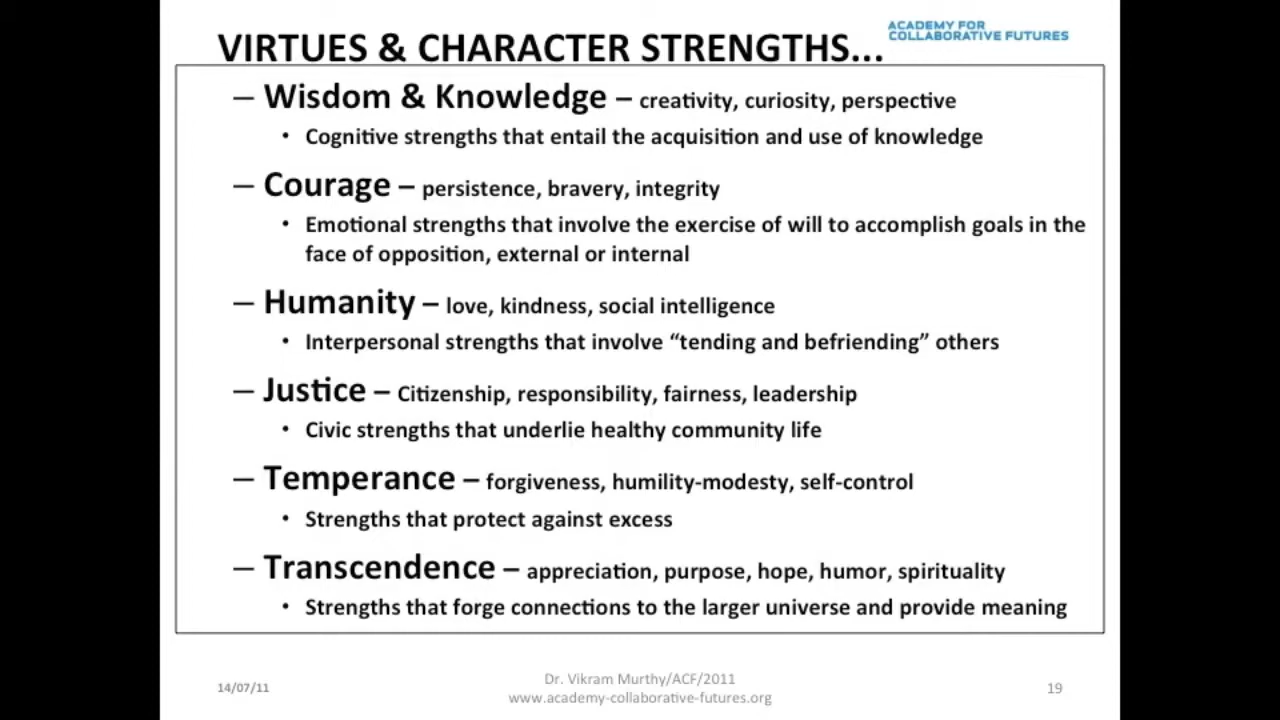 ACADEMY FOR
COLLABORATIVE FUTURES
VIRTUES & CHARACTER STRENGTHS...
– Wisdom & Knowledge – creativity, curiosity, perspective
• Cognitive strengths that entail the acquisition and use of knowledge
– Courage – persistence, bravery, integrity
• Emotional strengths that involve the exercise of will to accomplish goals in the
face of opposition, external or internal
– Humanity – love, kindness, social intelligence
• Interpersonal strengths that involve “tending and befriending” others
– Justice – Citizenship, responsibility, fairness, leadership
• Civic strengths that underlie healthy community life
– Temperance – forgiveness, humility-modesty, self-control
• Strengths that protect against excess
– Transcendence – appreciation, purpose, hope, humor, spirituality
• Strengths that forge connections to the larger universe and provide meaning
14/07/11
Dr. Vikram Murthy/ACF/2011
www.academy-collaborative-futures.org
19